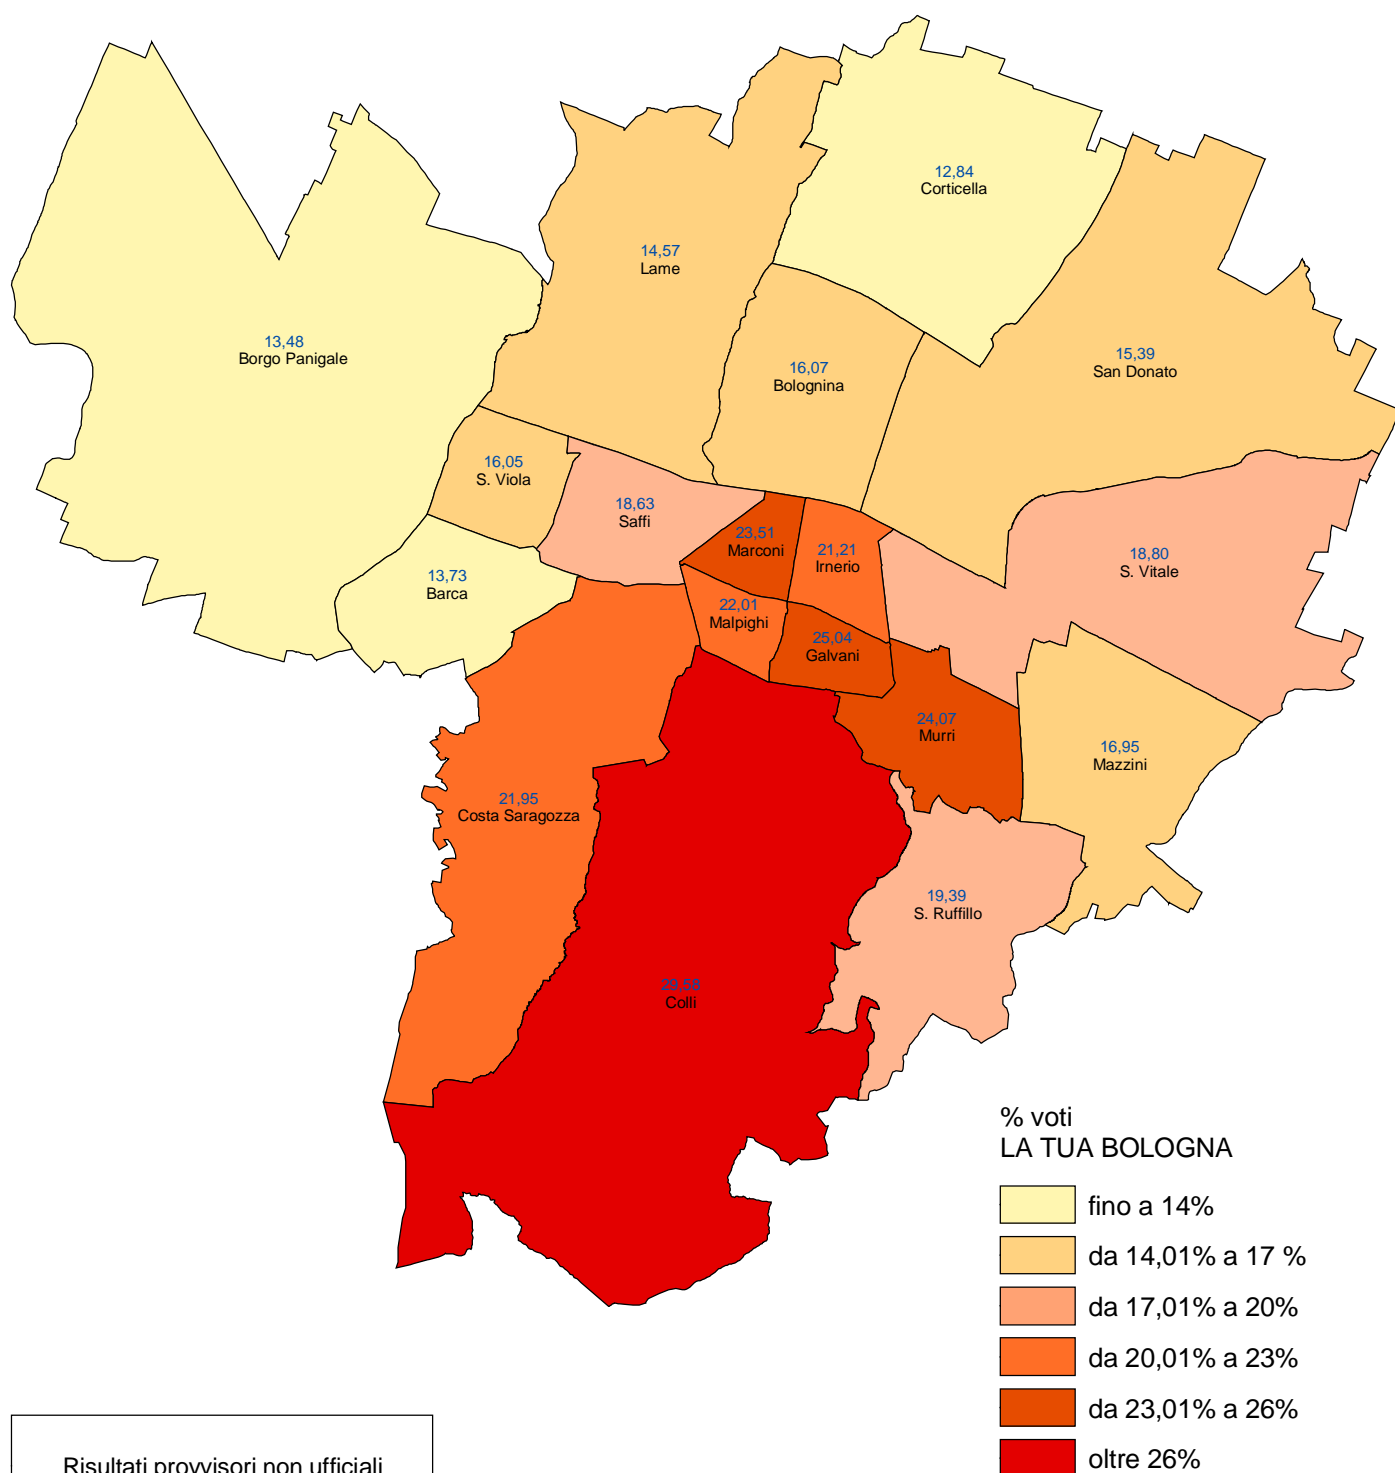 12,84
Corticella
14,57
Lame
13,48
Borgo Panigale
15,39
San Donato
16,07
Bolognina
16,05
S. Viola
18,63
Saffi
23,51
Marconi
21,21
Irnerio
18,80
S. Vitale
13,73
Barca
22,01
Malpighi
25,04
Galvani
24,07
Murri
16,95
Mazzini
21,95
Costa Saragozza
19,39
S. Ruffillo
29,58
Colli
% voti
LA TUA BOLOGNA
fino a 14%
da 14,01% a 17 %
da 17,01% a 20%
da 20,01% a 23%
da 23,01% a 26%
oltre 26%
Risultati provvisori non ufficiali